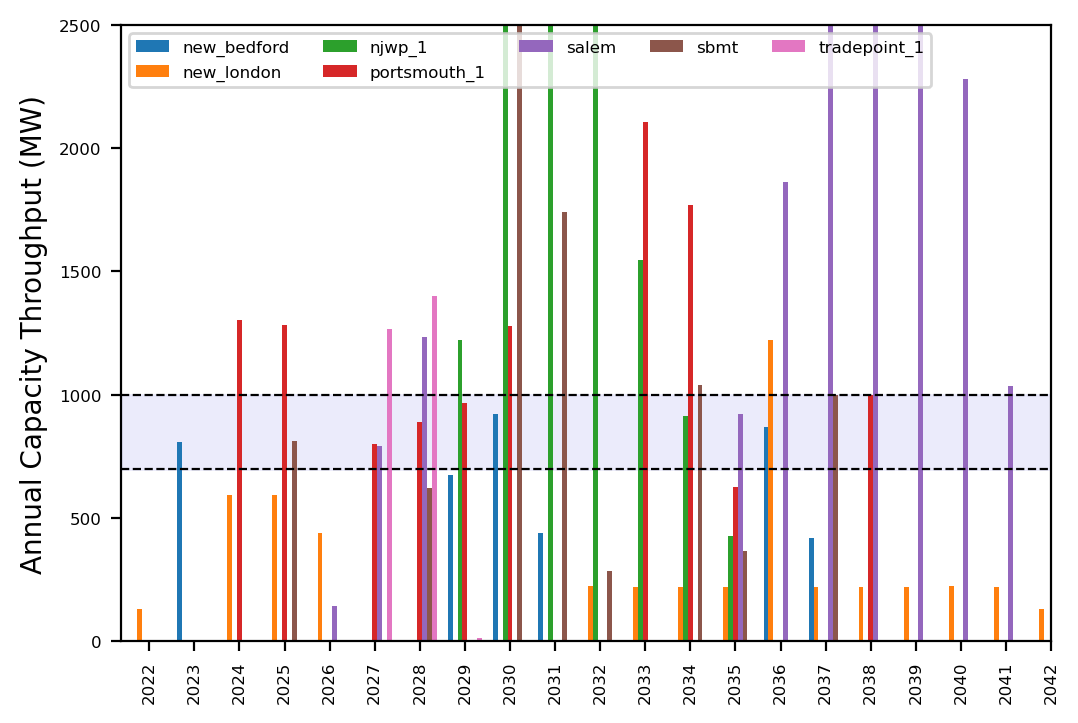 Annual Capacity Throughput (MW)
2500
2000
1500
1000
500
0
new_bedford njwp_1 salem sbmt tradepoint_1
new_london portsmouth_1
2022 2023 2024 2025 2026 2027 2028 2029 2030 2031 2032 2033 2034 2035 2036 2037 2038 2039 2040 2041 2042